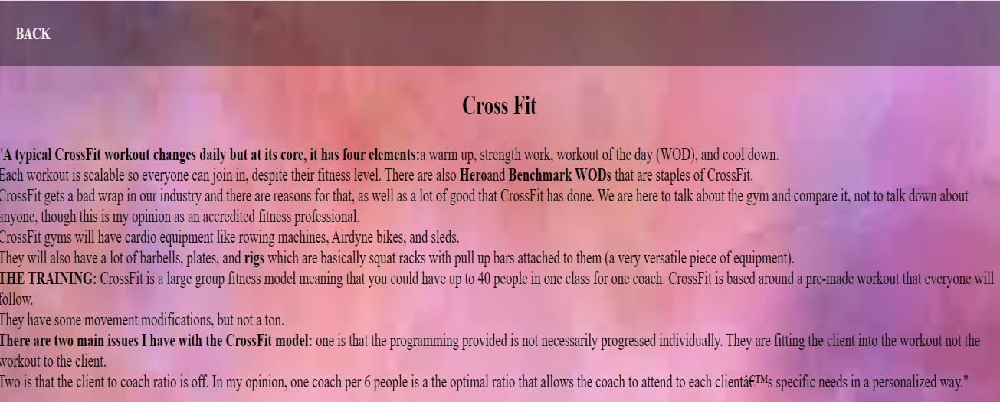 BACK
Cross Fit
"A typical CrossFit workout changes daily but at its core, it has four elements:a warm up, strength work, workout of the day (WOD), and cool down.
Each workout is scalable so everyone can join in, despite their fitness level. There are also Heroand Benchmark WODs that are staples of CrossFit.
CrossFit gets a bad wrap in our industry and there are reasons for that, as well as a lot of good that CrossFit has done. We are here to talk about the gym and compare it, not to talk down about
anyone, though this is my opinion as an accredited fitness professional.
CrossFit gyms will have cardio equipment like rowing machines, Airdyne bikes, and sleds.
They will also have a lot of barbells, plates, and rigs which are basically squat racks with pull up bars attached to them (a very versatile piece of equipment).
THE TRAINING: CrossFit is a large group fitness model meaning that you could have up to 40 people in one class for one coach. CrossFit is based around a pre-made workout that everyone will
follow.
They have some movement modifications, but not a ton.
There are two main issues I have with the CrossFit model: one is that the programming provided is not necessarily progressed individually. They are fitting the client into the workout not the
workout to the client.
Two is that the client to coach ratio is off. In my opinion, one coach per 6 people is a the optimal ratio that allows the coach to attend to each clientâ€™s specific needs in a personalized way."